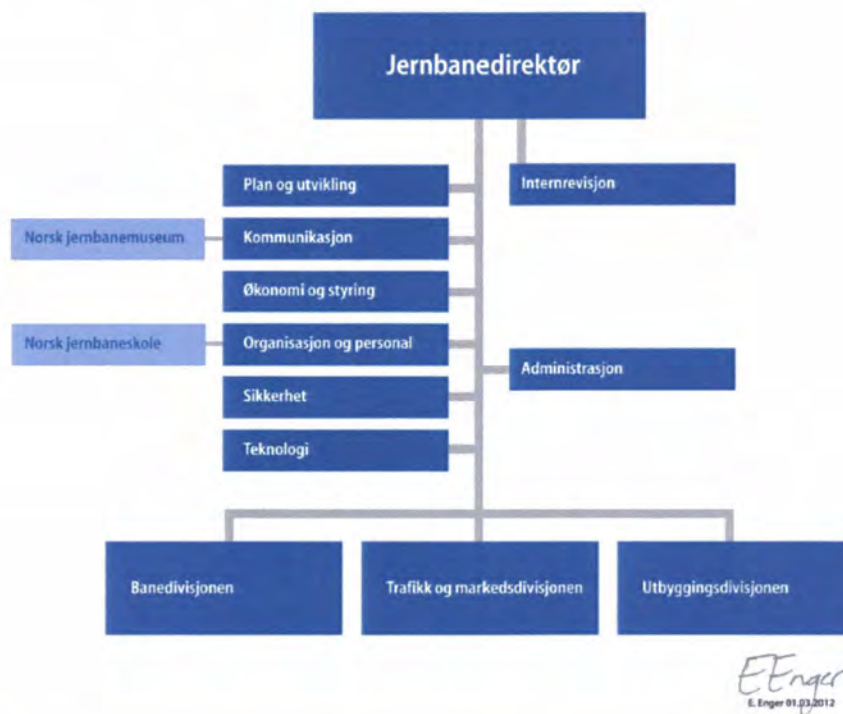 Jernbanedirektør
Plan og utvikling
Internrevisjon
Norsk jernbanemuseum
Kommunikasjon
Økonomi og styring
Norsk jernbaneskole
Organisasjon og personal
Administrasjon
Sikkerhet
Teknologi
Banedivisjonen
Trafikk og markedsdivisjonen
Utbyggingsdivisjonen
E Enger
E. Enger 01.03.2012